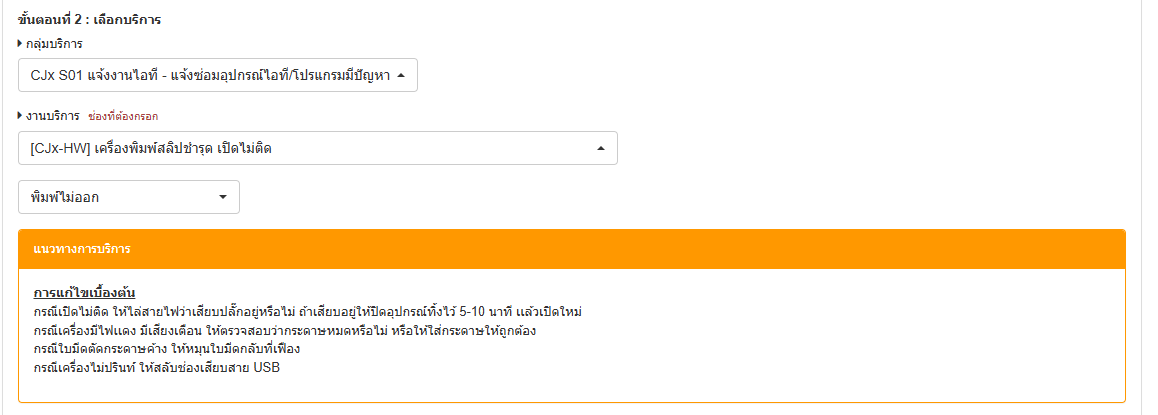 ขั้นตอนที่ 2 : เลือกบริการ
กลุ่มบริการ
CJx S01 แจ้งงานไอที - แจ้งซ่อมอุปกรณ์ไอที/โปรแกรมมีปัญหา
งานบริการ ช่องที่ต้องกรอก
[CJx-HW] เครื่องพิมพ์สลิปชำรุด เปิดไม่ติด
พิมพ์ไม่ออก
แนวทางการบริการ
การแก้ไขเบื้องต้น
กรณีเปิดไม่ติด ให้ไล่สายไฟว่าเสียบปลั๊กอยู่หรือไม่ ถ้าเสียบอยู่ให้ปิดอุปกรณ์ทิ้งไว้ 5-10 นาที แล้วเปิดใหม่
กรณีเครื่องมีไฟแดง มีเสียงเตือน ให้ตรวจสอบว่ากระดาษหมดหรือไม่ หรือให้ใส่กระดาษให้ถูกต้อง
กรณีใบมีดตัดกระดาษค้าง ให้หมุนใบมีดกลับที่เฟือง
กรณีเครื่องไม่ปรินท์ ให้สลับช่องเสียบสาย USB